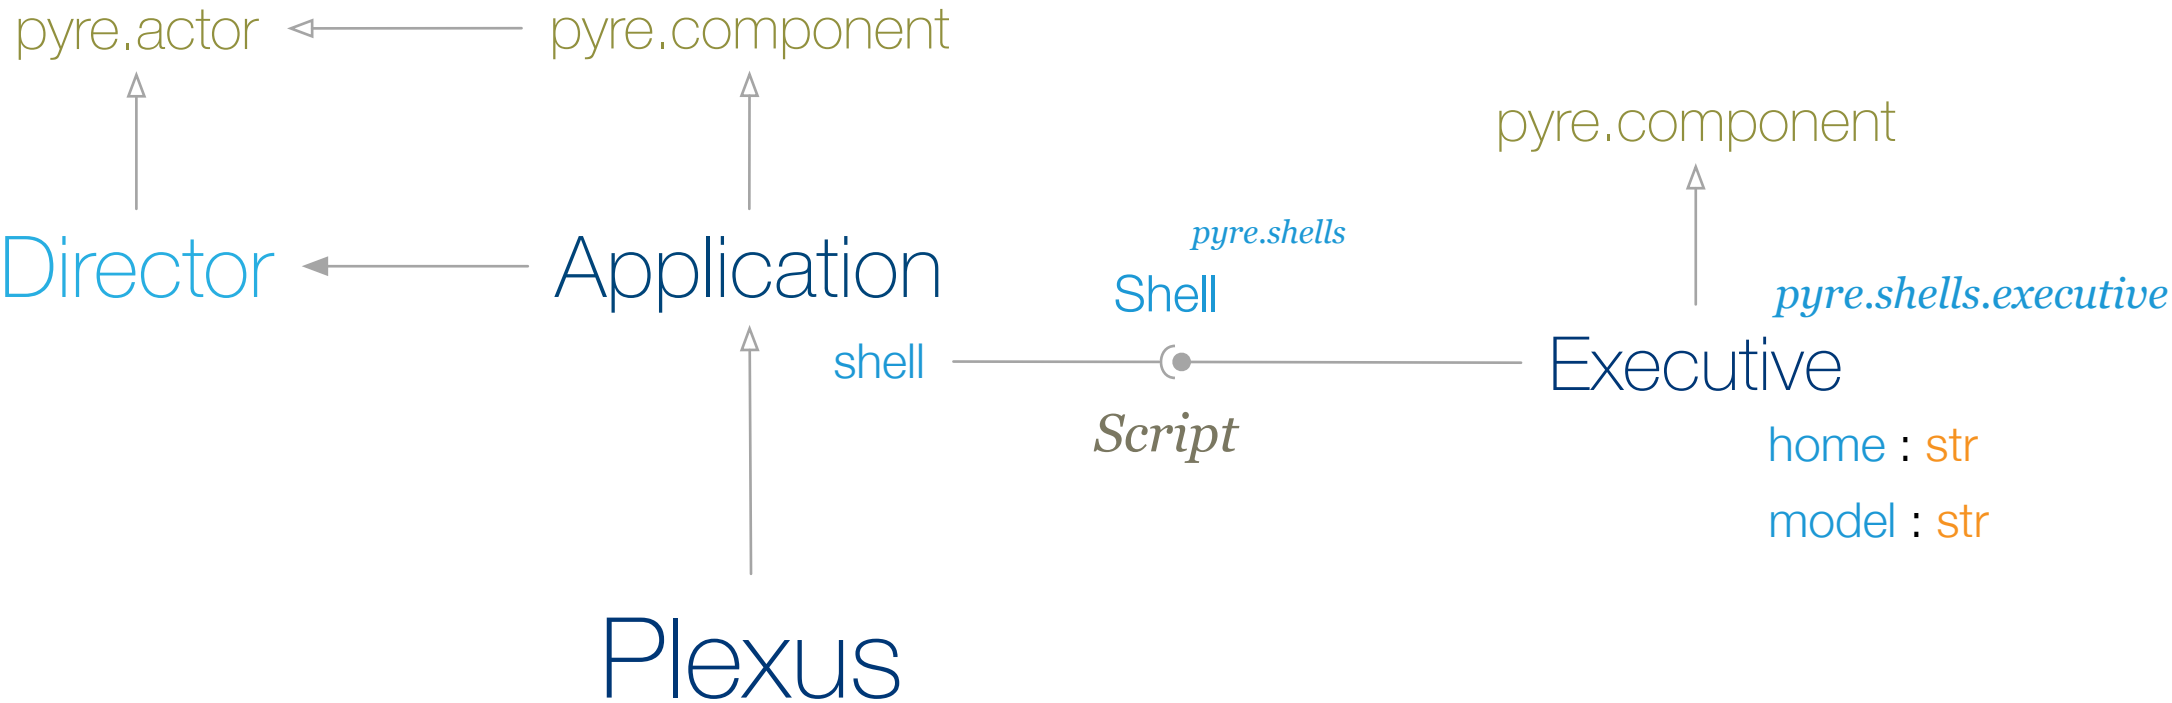 pyre.actor
pyre.component
pyre.component
Director
Application
pyre.shells
Shell
pyre.shells.executive
shell
Executive
Script
home : str
model : str
Plexus